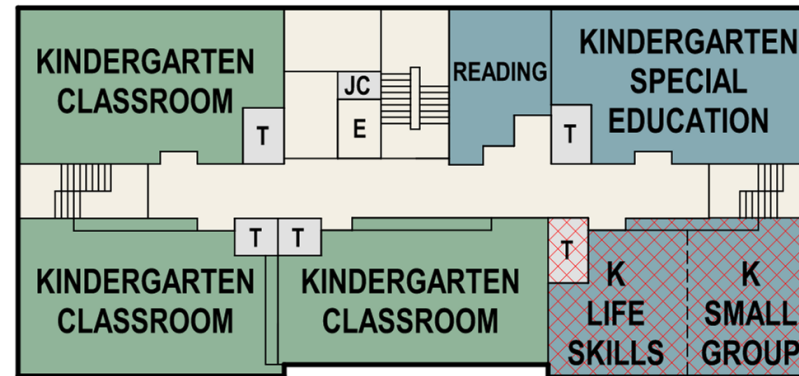 KINDERGARTEN
CLASSROOM
T
JC
E
READING
KINDERGARTEN
SPECIAL
EDUCATION
T
KINDERGARTEN
CLASSROOM
T
T
KINDERGARTEN
CLASSROOM
T
K
LIFE
SKILLS
K
SMALL
GROUP